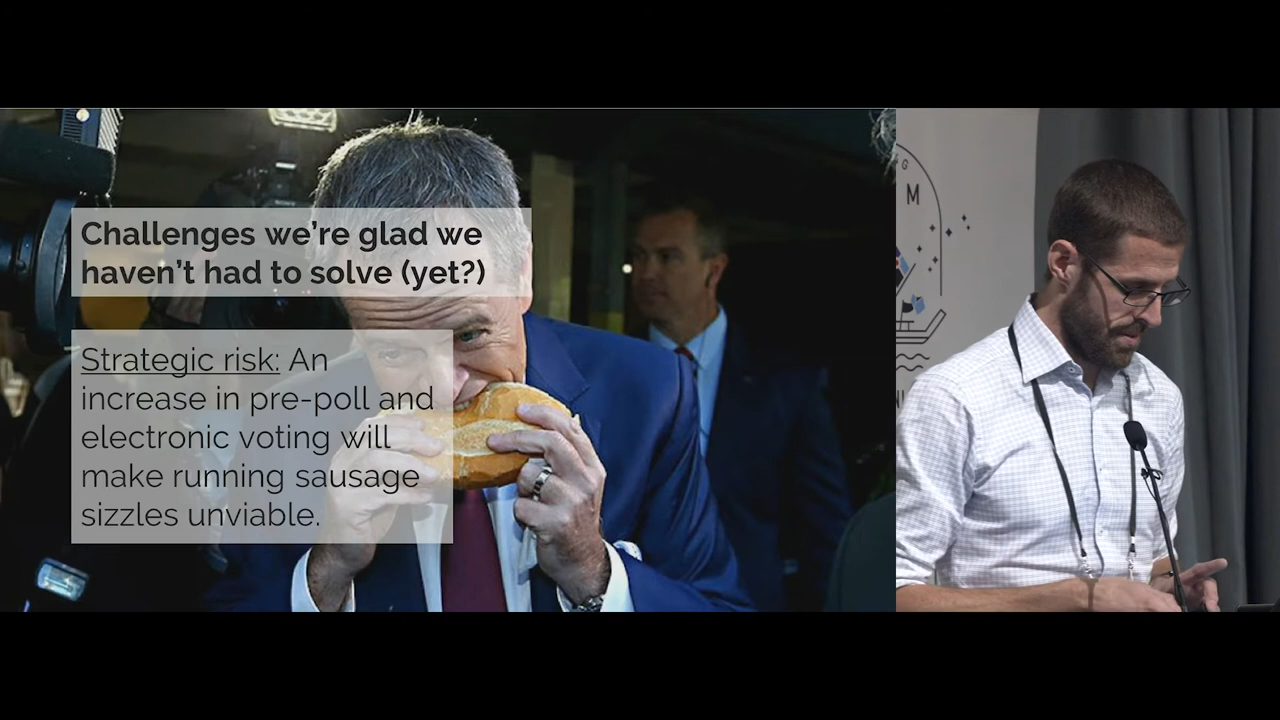 Challenges we're glad we
haven't had to solve (yet?)
Strategic risk: An
increase in pre-poll and
electronic voting will
make running sausage
sizzles unviable.
G
M